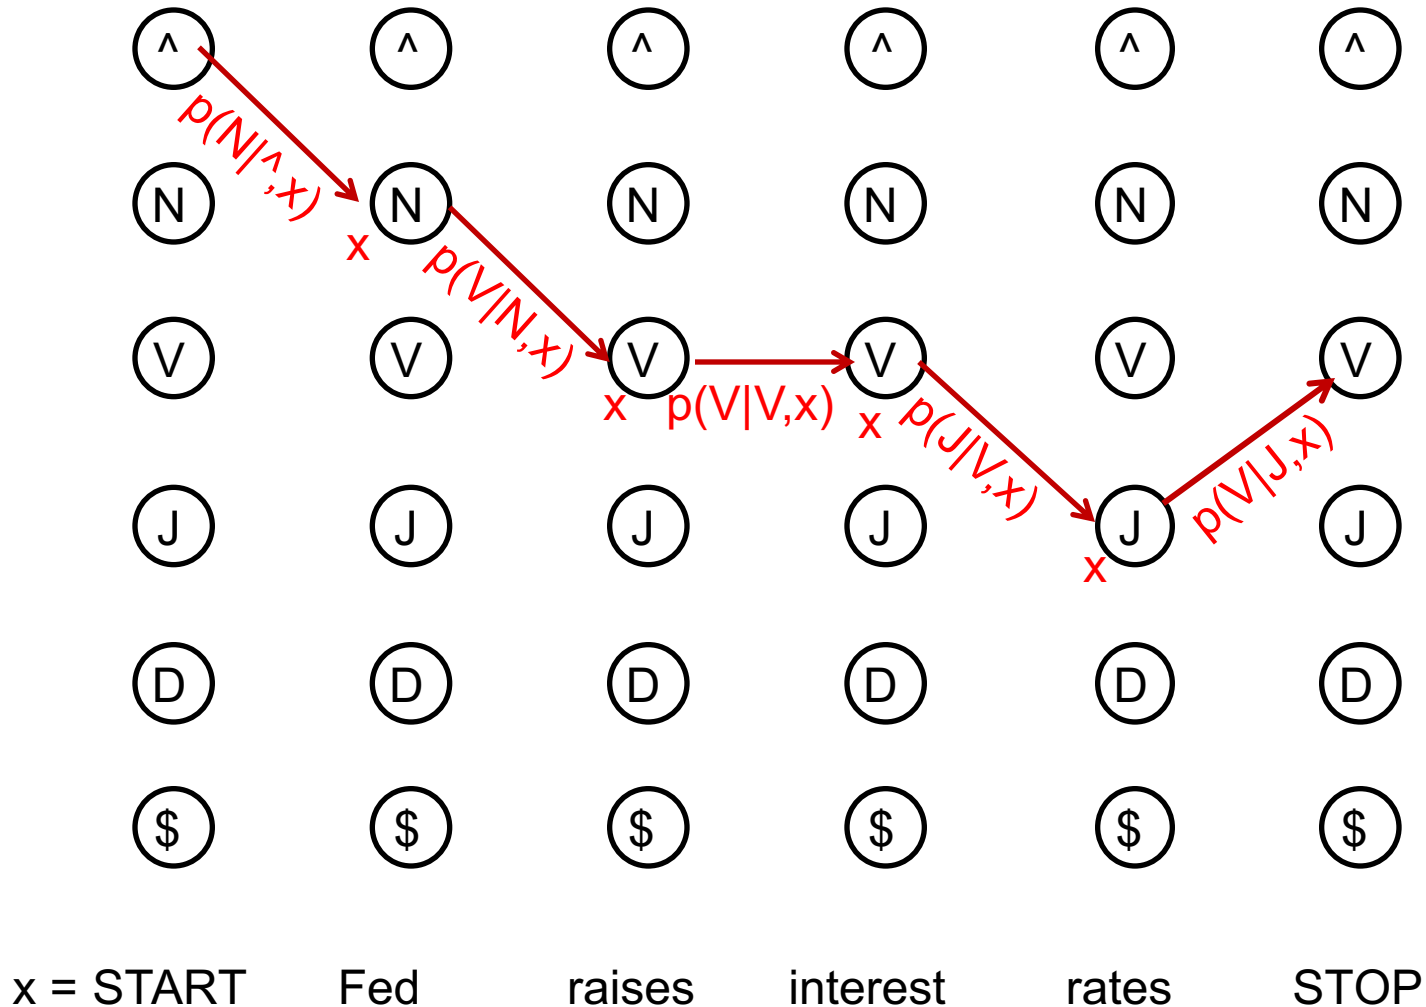 ^ ^ ^ ^ ^ ^
p(N|^,x)
N N N N N N
x p(V|N,x)
V V V V V V
x p(V|V,x) x p(J|V,x) p(V|J,x)
J J J J J J
x
D D D D D D
$ $ $ $ $ $
x = START Fed raises interest rates STOP